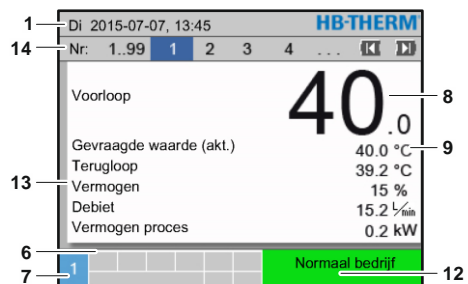 1 Di 2015-07-07, 13:45 HB-THERM
14 Nr: 1..99 1 2 3 4 ...
Voorloop 40.0 8
Gevraagde waarde (akt.) 40.0 °C 9
Terugloop 39.2 °C
13 Vermogen 15 %
Debiet 15.2 L/min
Vermogen proces 0.2 kW
6
7 1 Normaal bedrijf 12